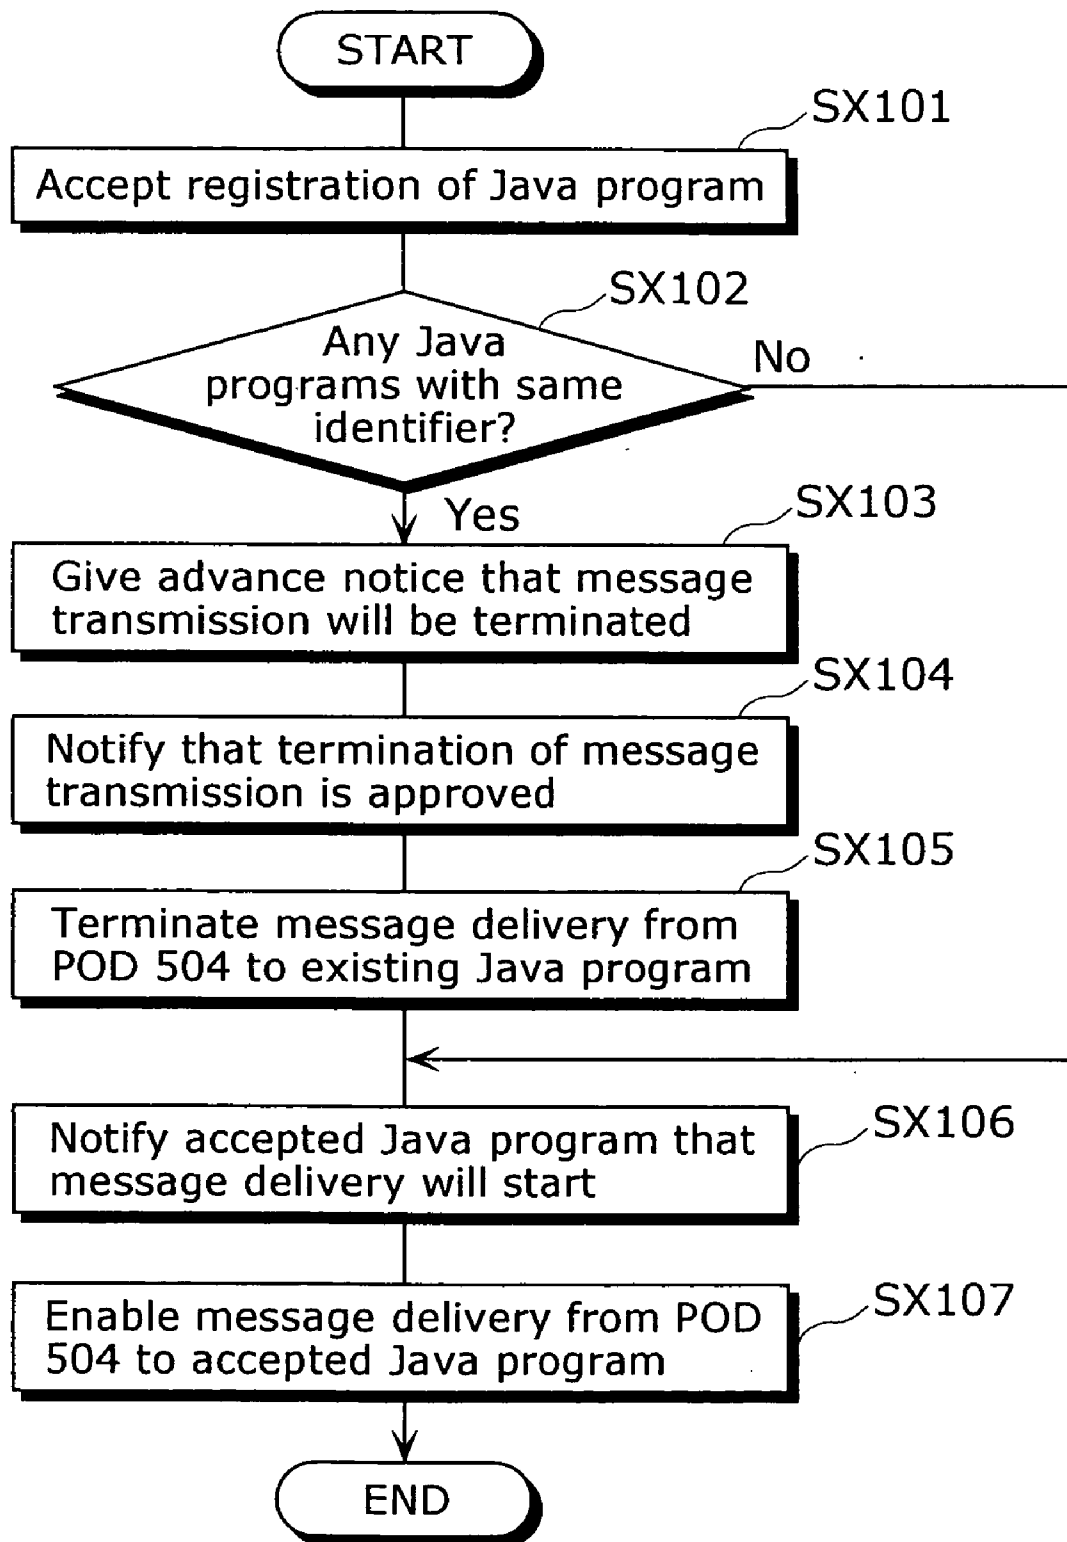 START
SX101
Accept registration of Java program
SX102
Any Java
programs with same
identifier?
No
Yes
SX103
Give advance notice that message
transmission will be terminated
SX104
Notify that termination of message
transmission is approved
SX105
Terminate message delivery from
POD 504 to existing Java program
SX106
Notify accepted Java program that
message delivery will start
SX107
Enable message delivery from POD
504 to accepted Java program
END